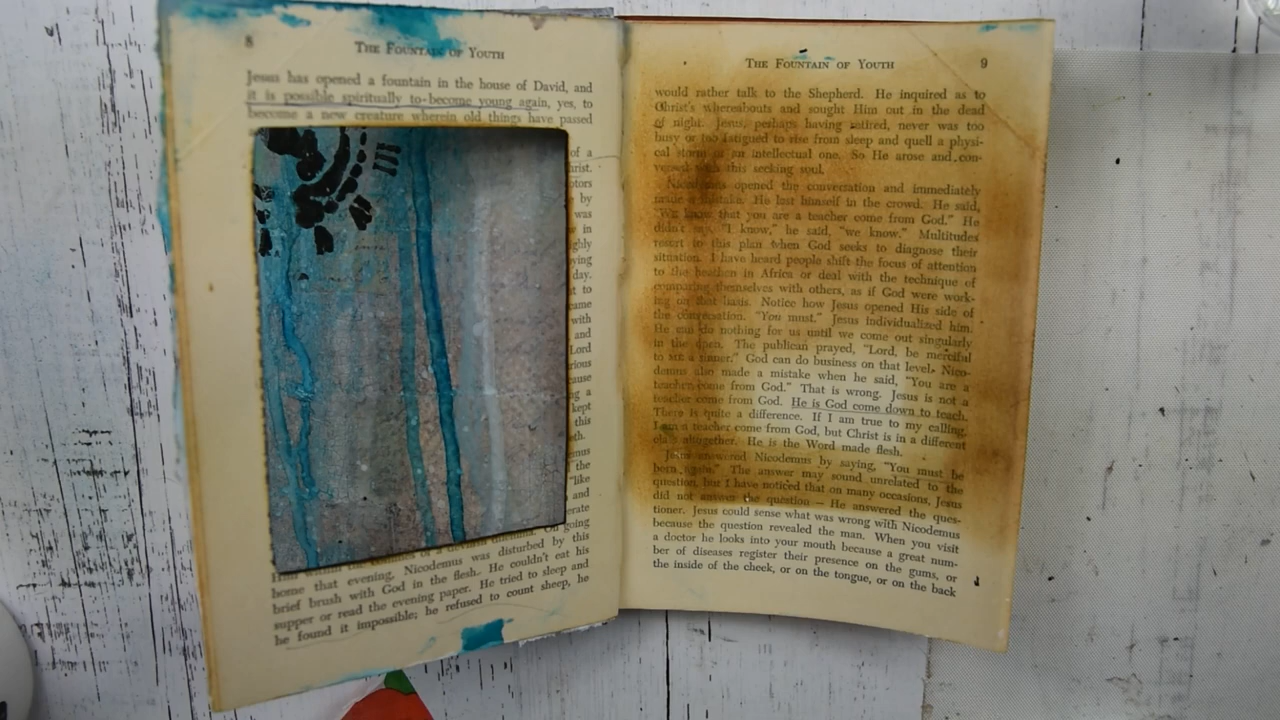 8
THE FOUNTAIN OF YOUTH
Jesus has opened a fountain in the house of David, and
it is possible spiritually to become young again, yes, to
become a new creature wherein old things have passed
of a
by
was
in
day.
to
came
with
and
Lord
cause
a
kept
this
the
"like
and
going
home that evening, Nicodemus was disturbed by this
brief brush with God in the flesh. He couldn't eat his
supper or read the evening paper. He tried to sleep and
he found it impossible; he refused to count sheep, he
THE FOUNTAIN OF YOUTH
9
would rather talk to the Shepherd. He inquired as to
Christ's whereabouts and sought Him out in the dead
of night. Jesus, perhaps having retired, never was too
busy or too fatigued to rise from sleep and quell a physi-
cal storm or an intellectual one. So He arose and con-
versed with this seeking soul.
Nicodemus opened the conversation and immediately
made a mistake. He lost himself in the crowd. He said,
"We know that you are a teacher come from God." He
didn't say, "I know," he said, "we know." Multitudes
resort to this plan when God seeks to diagnose their
situation. I have heard people shift the focus of attention
to the heathen in Africa or deal with the technique of
comparing themselves with others, as if God were work-
ing on that basis. Notice how Jesus opened His side of
the conversation. "You must." Jesus individualized him.
He can do nothing for us until we come out singularly
in the open. The publican prayed, "Lord, be merciful
to me a sinner." God can do business on that level. Nico-
demus also made a mistake when he said, "You are a
teacher come from God." That is wrong. Jesus is not a
teacher come from God. He is God come down to teach.
There is quite a difference. If I am true to my calling,
I am a teacher come from God, but Christ is in a different
class altogether. He is the Word made flesh.
Jesus answered Nicodemus by saying, "You must be
born again." The answer may sound unrelated to the
question, but I have noticed that on many occasions, Jesus
did not answer the question — He answered the ques-
tioner. Jesus could sense what was wrong with Nicodemus
because the question revealed the man. When you visit
a doctor he looks into your mouth because a great num-
ber of diseases register their presence on the gums, or
the inside of the cheek, or on the tongue, or on the back